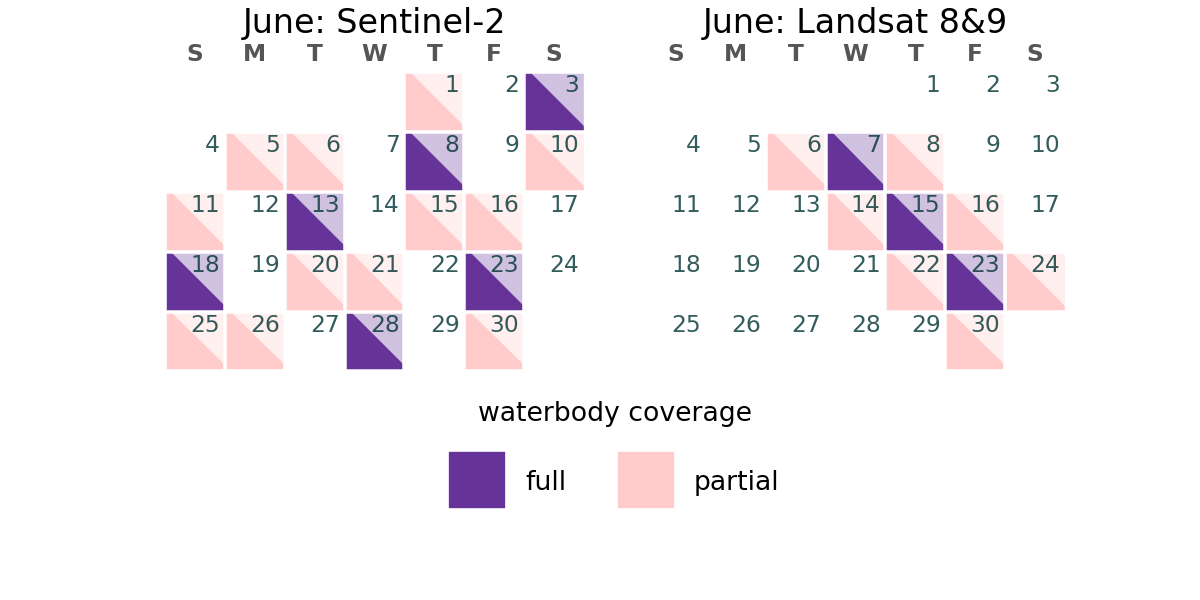 June: Sentinel-2
S M T W T F S
1 2 3
4 5 6 7 8 9 10
11 12 13 14 15 16 17
18 19 20 21 22 23 24
25 26 27 28 29 30
June: Landsat 8&9
S M T W T F S
1 2 3
4 5 6 7 8 9 10
11 12 13 14 15 16 17
18 19 20 21 22 23 24
25 26 27 28 29 30
waterbody coverage
full
partial